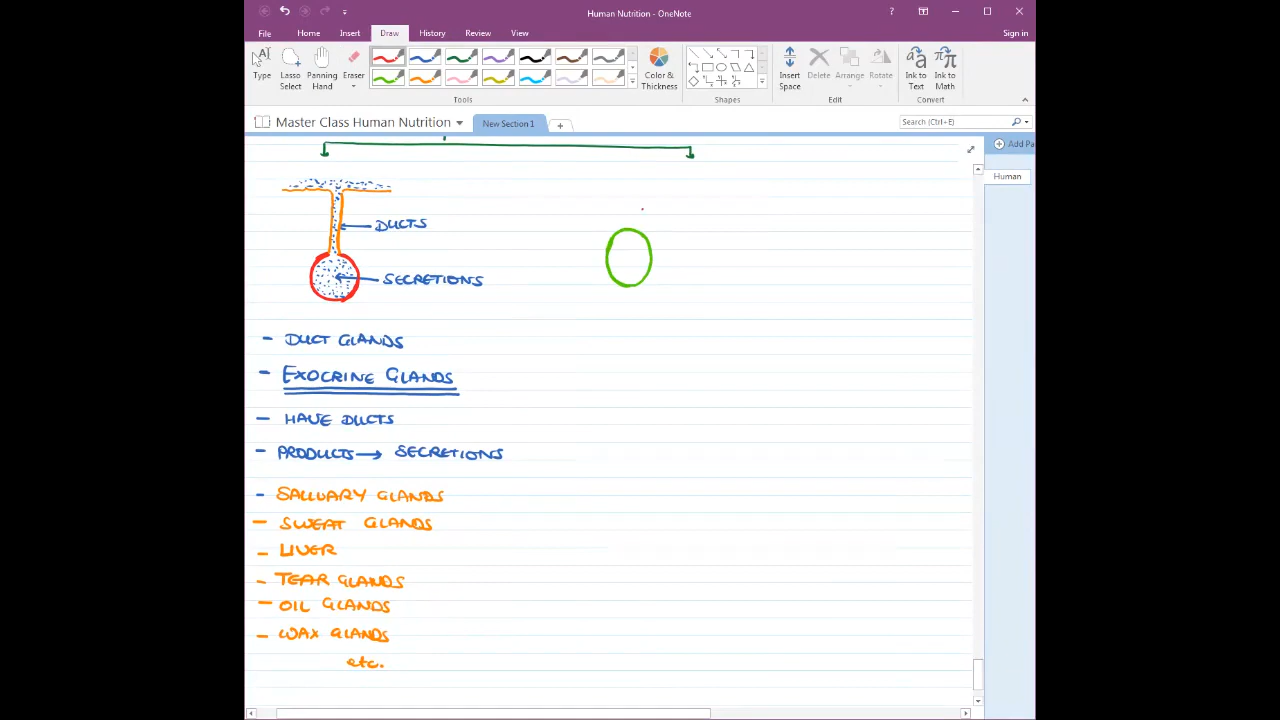 Human Nutrition - OneNote
?
File Home Insert Draw History Review View Sign in
Type Lasso Select Panning Hand Eraser Color & Thickness Insert Space Delete Arrange Rotate Ink to Text Ink to Math
Tools Shapes Edit Convert
Master Class Human Nutrition New Section 1 + Search (Ctrl+E)
Add Pa
Human
DUCTS
SECRETIONS
- DUCT GLANDS
- EXOCRINE GLANDS
- HAVE DUCTS
- PRODUCTS → SECRETIONS
- SALIVARY GLANDS
- SWEAT GLANDS
- LIVER
- TEAR GLANDS
- OIL GLANDS
- WAX GLANDS
etc.